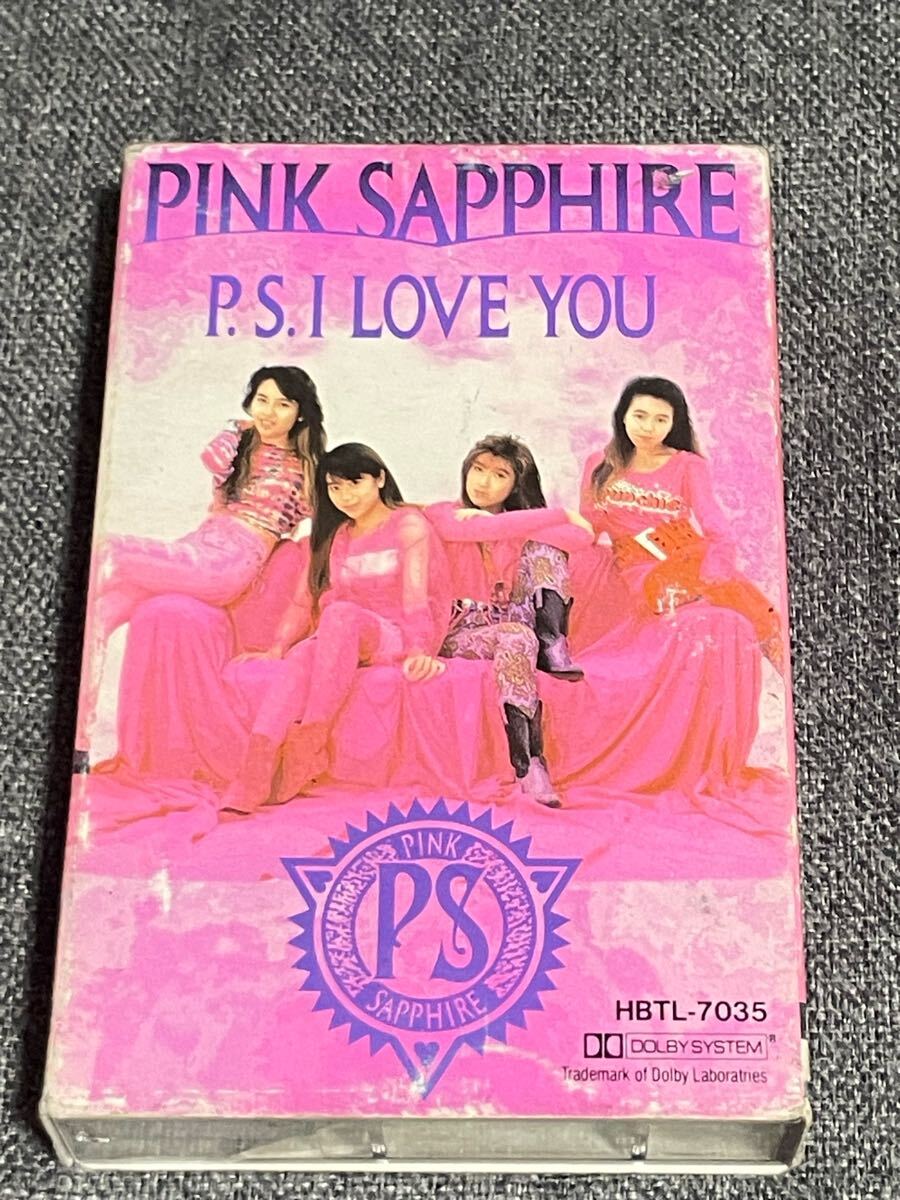 PINK SAPPHIRE
P.S. I LOVE YOU
PINK
PS
SAPPHIRE
HBTL-7035
DOLBY SYSTEM®
Trademark of Dolby Laboratries